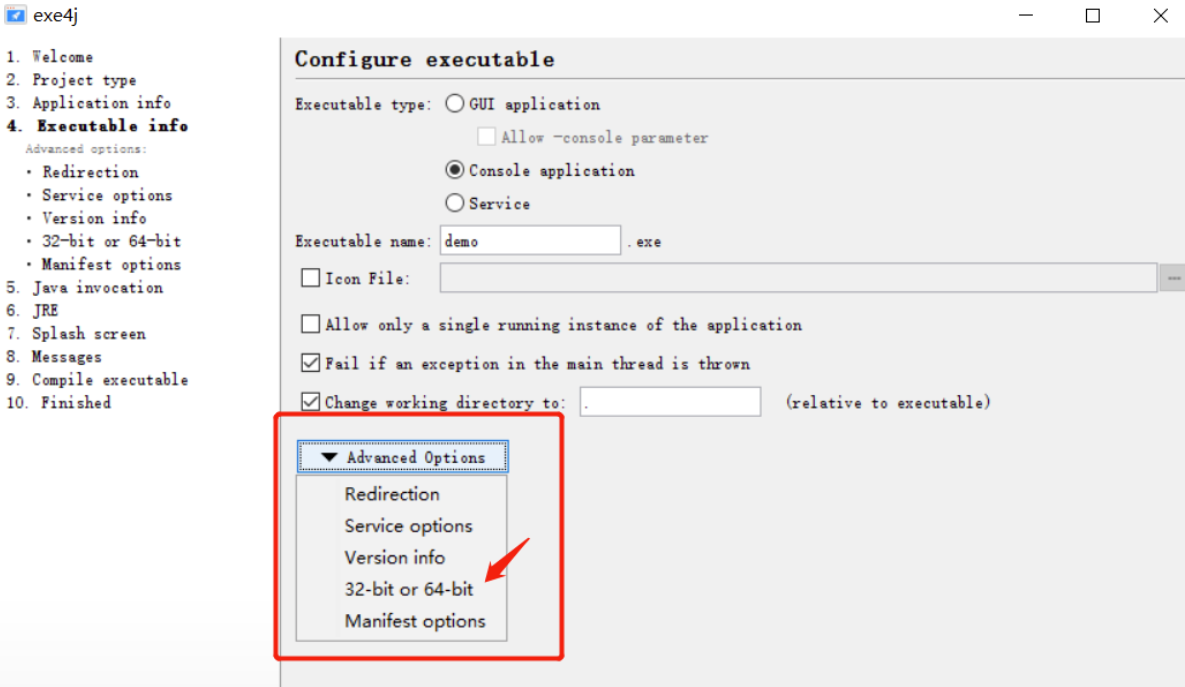 exe4j
1. Welcome
2. Project type
3. Application info
4. Executable info
Advanced options:
· Redirection
· Service options
· Version info
· 32-bit or 64-bit
· Manifest options
5. Java invocation
6. JRE
7. Splash screen
8. Messages
9. Compile executable
10. Finished
Configure executable
Executable type: GUI application
Allow -console parameter
Console application
Service
Executable name: demo .exe
Icon File: ...
Allow only a single running instance of the application
Fail if an exception in the main thread is thrown
Change working directory to: . (relative to executable)
Advanced Options
Redirection
Service options
Version info
32-bit or 64-bit
Manifest options